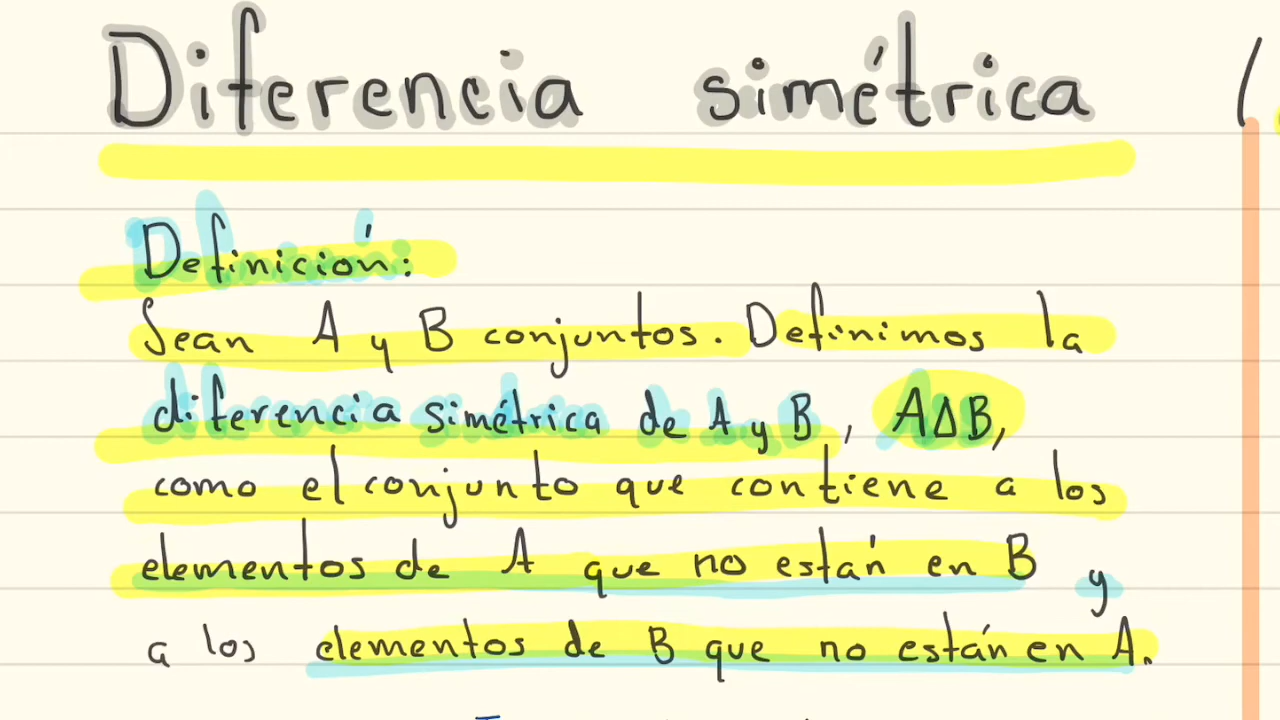 Diferencia simétrica (
Definición:
Sean A y B conjuntos. Definimos la
diferencia simétrica de A y B, A∆B,
como el conjunto que contiene a los
elementos de A que no están en B y
a los elementos de B que no están en A.